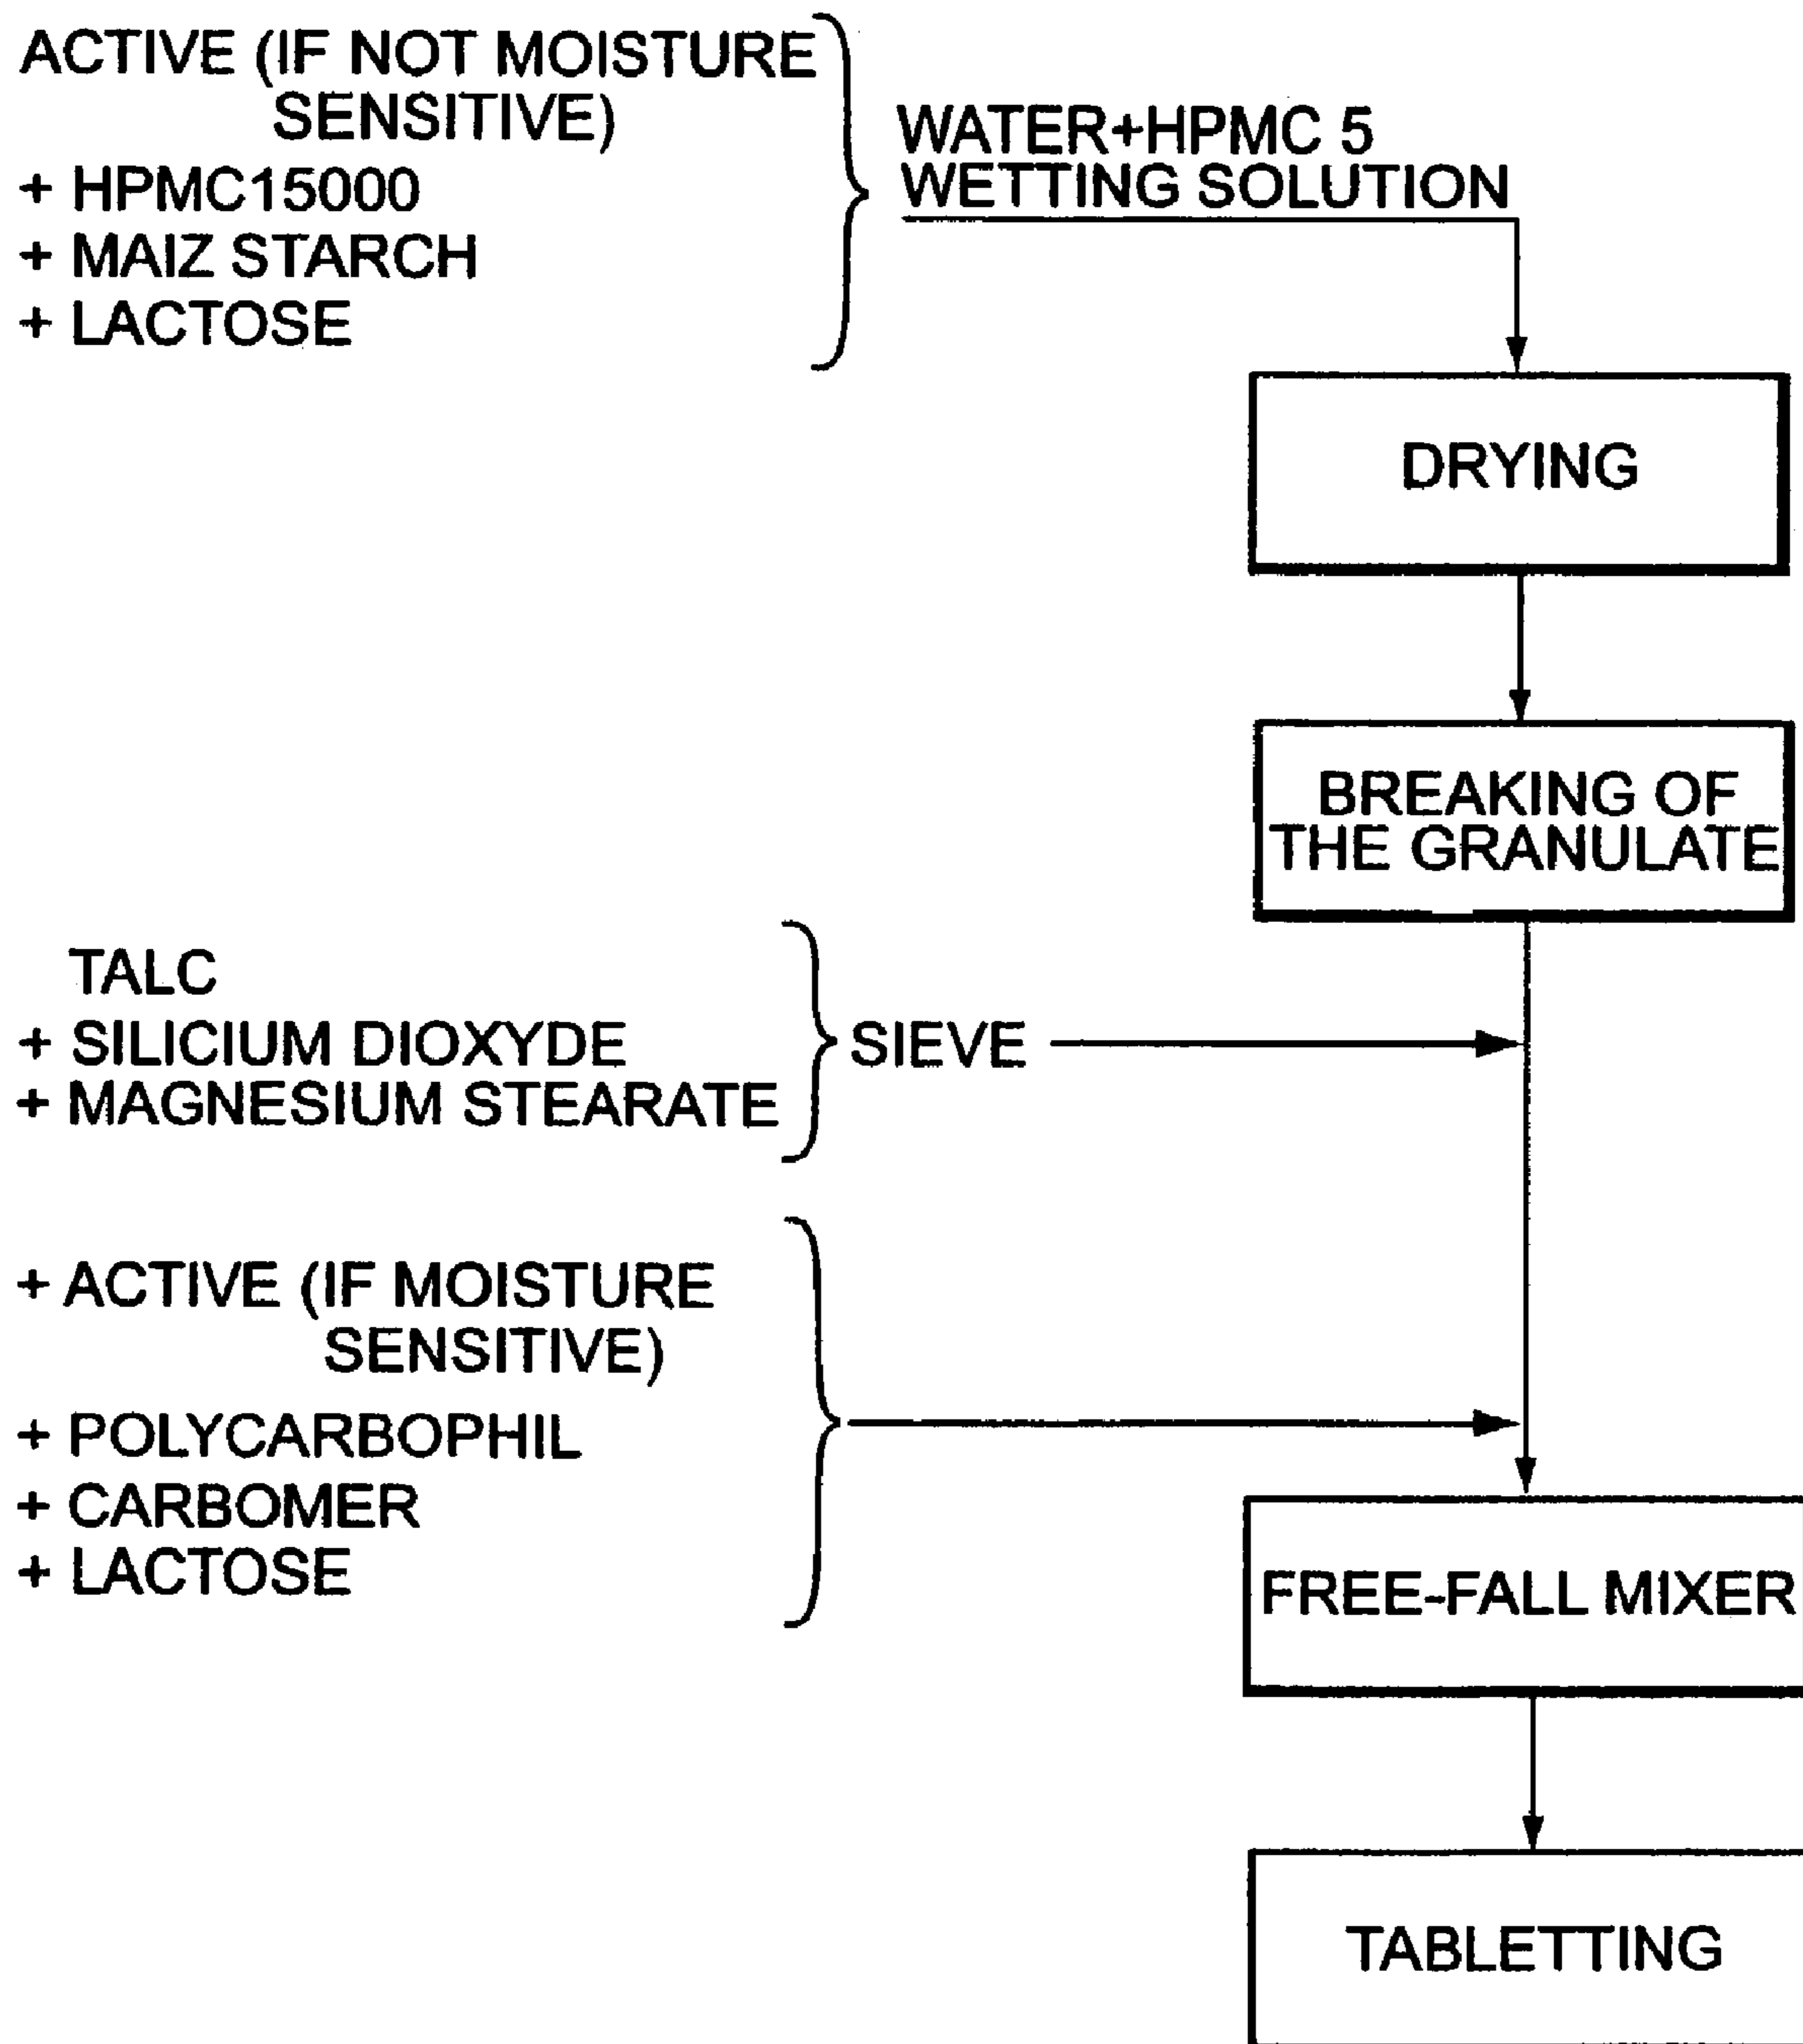 ACTIVE (IF NOT MOISTURE
SENSITIVE)
+ HPMC15000
+ MAIZ STARCH
+ LACTOSE
WATER+HPMC 5
WETTING SOLUTION
DRYING
BREAKING OF
THE GRANULATE
TALC
+ SILICIUM DIOXYDE
+ MAGNESIUM STEARATE
SIEVE
+ ACTIVE (IF MOISTURE
SENSITIVE)
+ POLYCARBOPHIL
+ CARBOMER
+ LACTOSE
FREE-FALL MIXER
TABLETTING